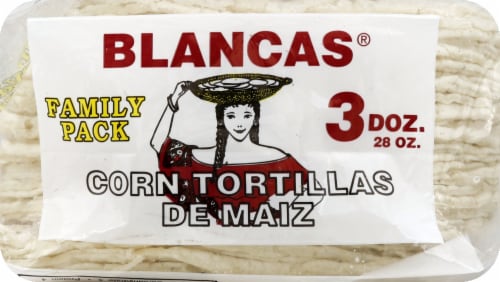 BLANCAS®
FAMILY
PACK
3 DOZ.
28 OZ.
CORN TORTILLAS
DE MAIZ